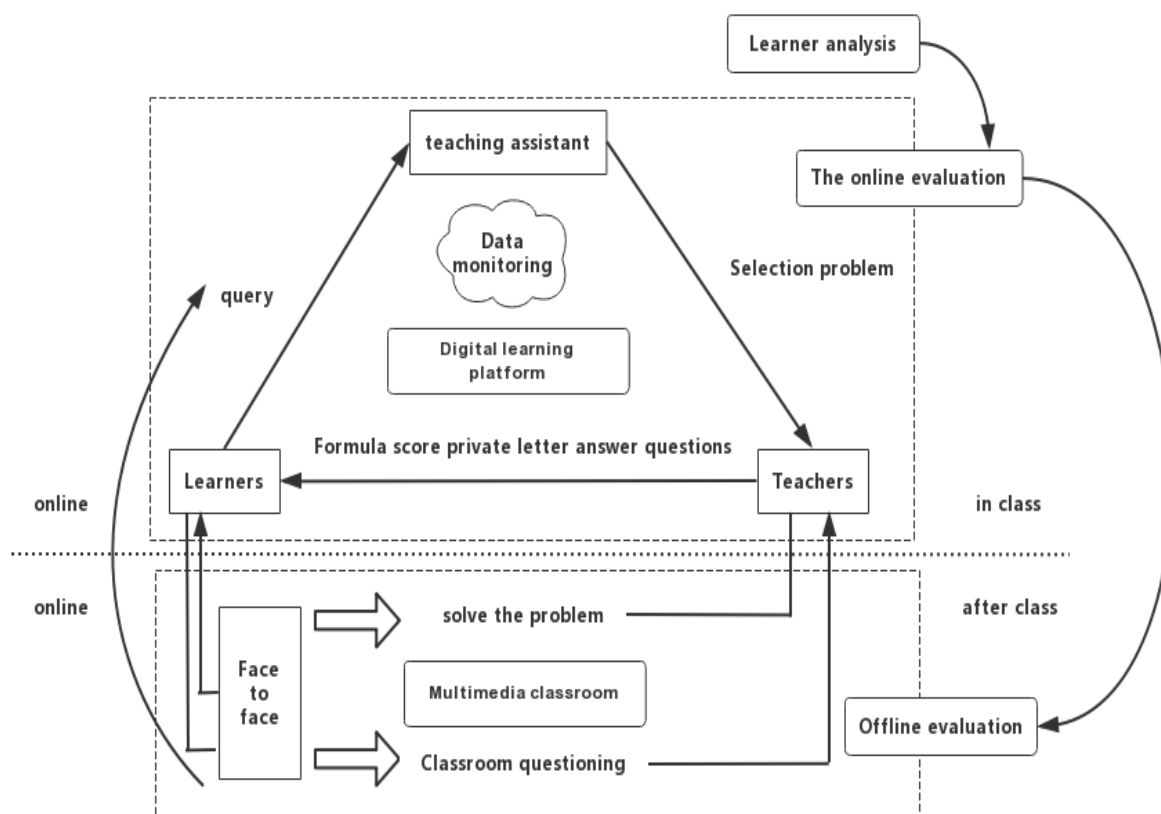 Learner analysis
teaching assistant
The online evaluation
Data
monitoring
Selection problem
query
Digital learning
platform
Formula score private letter answer questions
Learners
Teachers
online
in class
online
after class
solve the problem
Face
to
face
Multimedia classroom
Offline evaluation
Classroom questioning